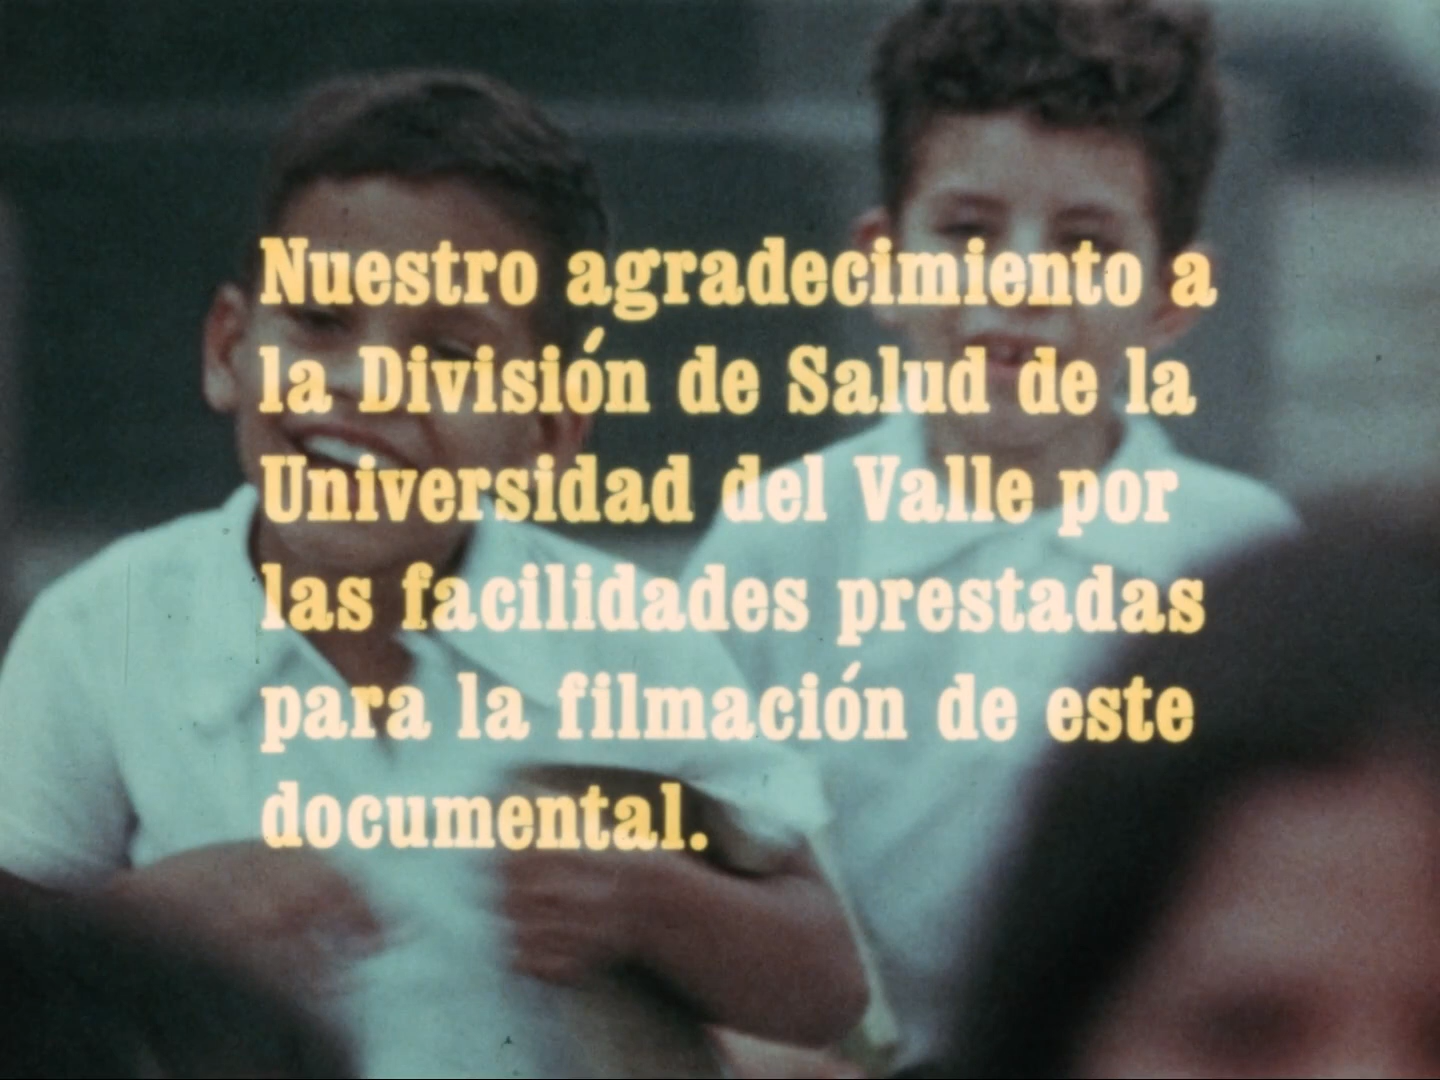 Nuestro agradecimiento a
la División de Salud de la
Universidad del Valle por
las facilidades prestadas
para la filmación de este
documental.